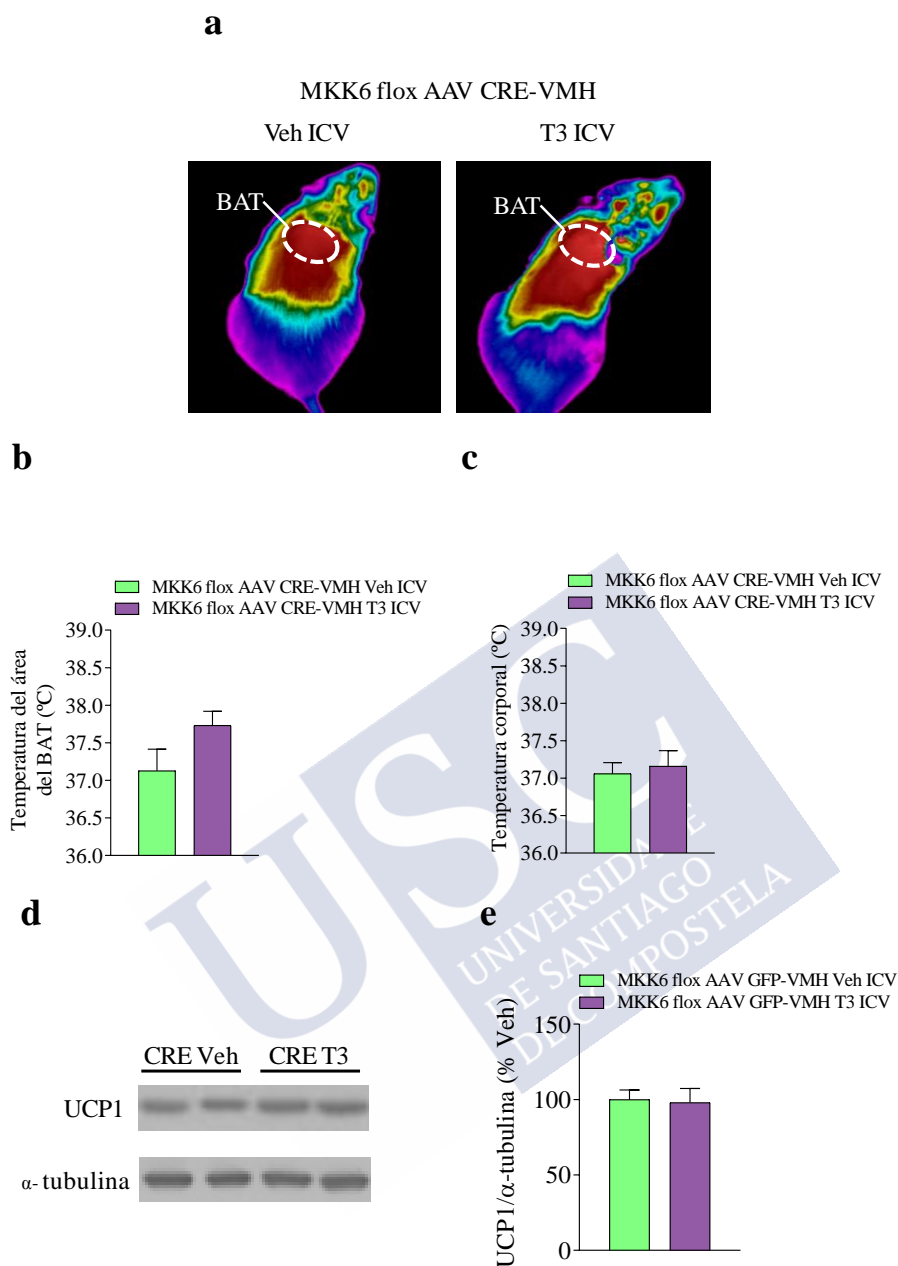 a
MKK6 flox AAV CRE-VMH
Veh ICV
T3 ICV
BAT
BAT
b
c
MKK6 flox AAV CRE-VMH Veh ICV
MKK6 flox AAV CRE-VMH T3 ICV
Temperatura del área
del BAT (ºC)
39.0
38.5
38.0
37.5
37.0
36.5
36.0
MKK6 flox AAV CRE-VMH Veh ICV
MKK6 flox AAV CRE-VMH T3 ICV
Temperatura corporal (ºC)
39.0
38.5
38.0
37.5
37.0
36.5
36.0
USC
UNIVERSIDADE
DE SANTIAGO
DE COMPOSTELA
d
CRE Veh
CRE T3
UCP1
α-tubulina
e
MKK6 flox AAV GFP-VMH Veh ICV
MKK6 flox AAV GFP-VMH T3 ICV
UCP1/α-tubulina (% Veh)
150
100
50
0